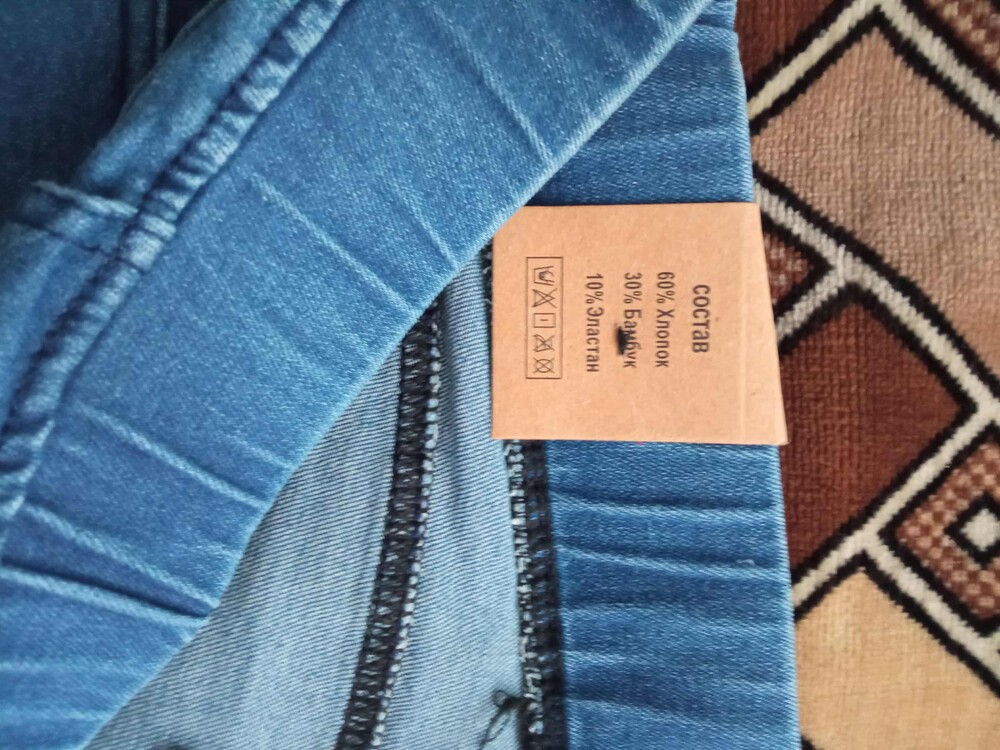 СОСТАВ
60% Хлопок
30% Бамбук
10% Эластан